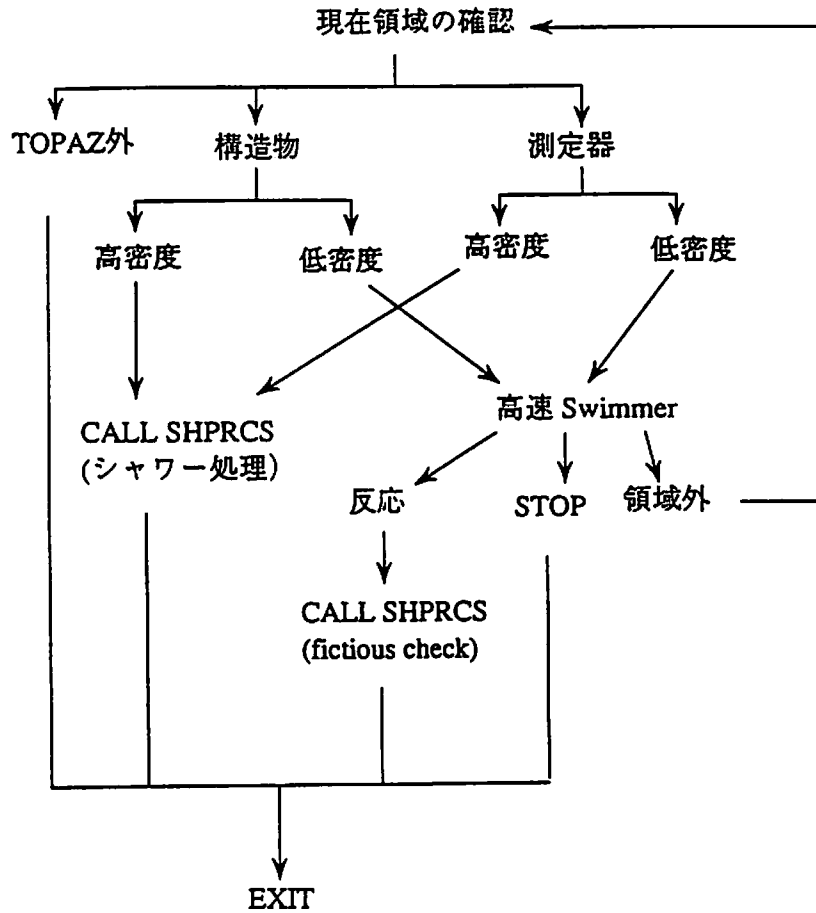 現在領域の確認
TOPAZ外
構造物
測定器
高密度
低密度
高密度
低密度
高速 Swimmer
CALL SHPRCS
(シャワー処理)
反応
STOP
領域外
CALL SHPRCS
(fictious check)
EXIT